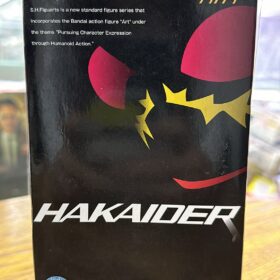 S.H.Figuarts is a new standard figure series that
incorporates the Bandai action figure "Art" under
the theme "Pursuing Character Expression
through Humanoid Action."
HAKAIDER